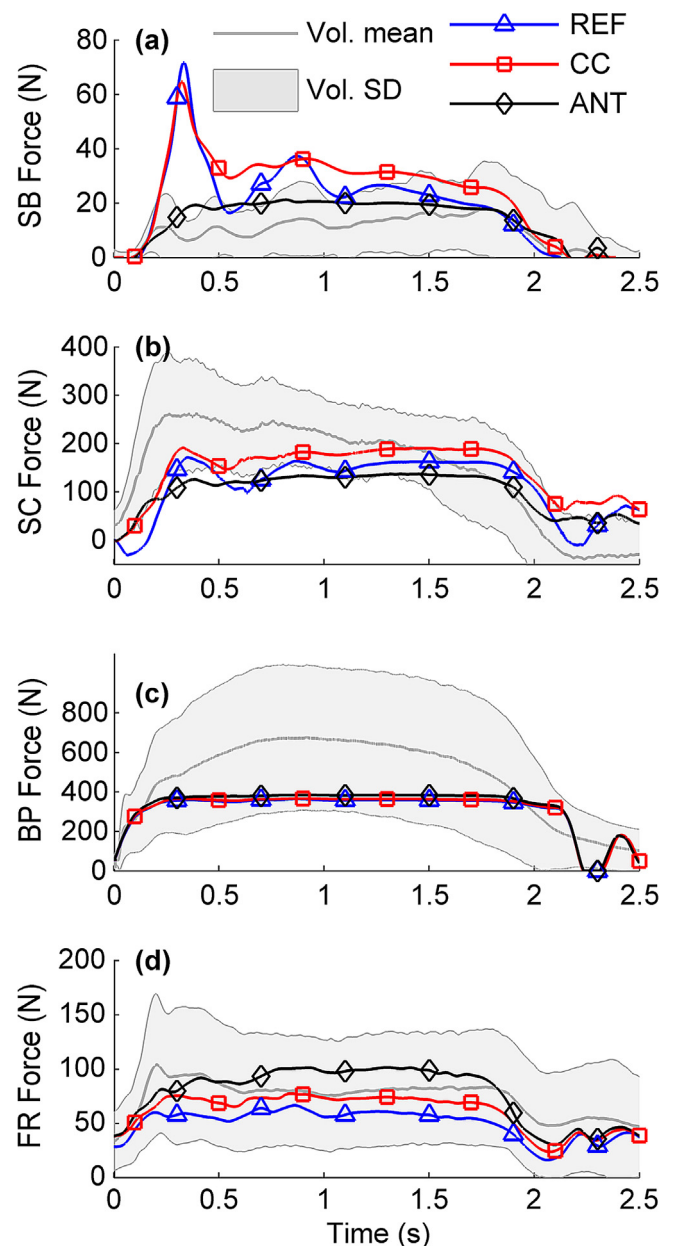 (a)
Vol. mean
Vol. SD
REF
CC
ANT
SB Force (N)
80
60
40
20
0
0 0.5 1 1.5 2 2.5
(b)
SC Force (N)
400
300
200
100
0
0 0.5 1 1.5 2 2.5
(c)
BP Force (N)
800
600
400
200
0
0 0.5 1 1.5 2 2.5
(d)
FR Force (N)
200
150
100
50
0
0 0.5 1 1.5 2 2.5
Time (s)